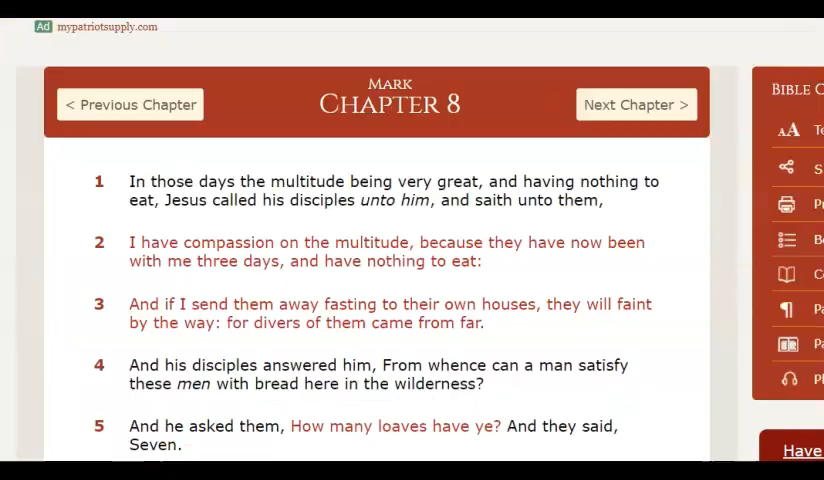 Ad mypatriotsupply.com
MARK
CHAPTER 8
< Previous Chapter
Next Chapter >
1 In those days the multitude being very great, and having nothing to
eat, Jesus called his disciples unto him, and saith unto them,
2 I have compassion on the multitude, because they have now been
with me three days, and have nothing to eat:
3 And if I send them away fasting to their own houses, they will faint
by the way: for divers of them came from far.
4 And his disciples answered him, From whence can a man satisfy
these men with bread here in the wilderness?
5 And he asked them, How many loaves have ye? And they said,
Seven.
BIBLE
AA
Have